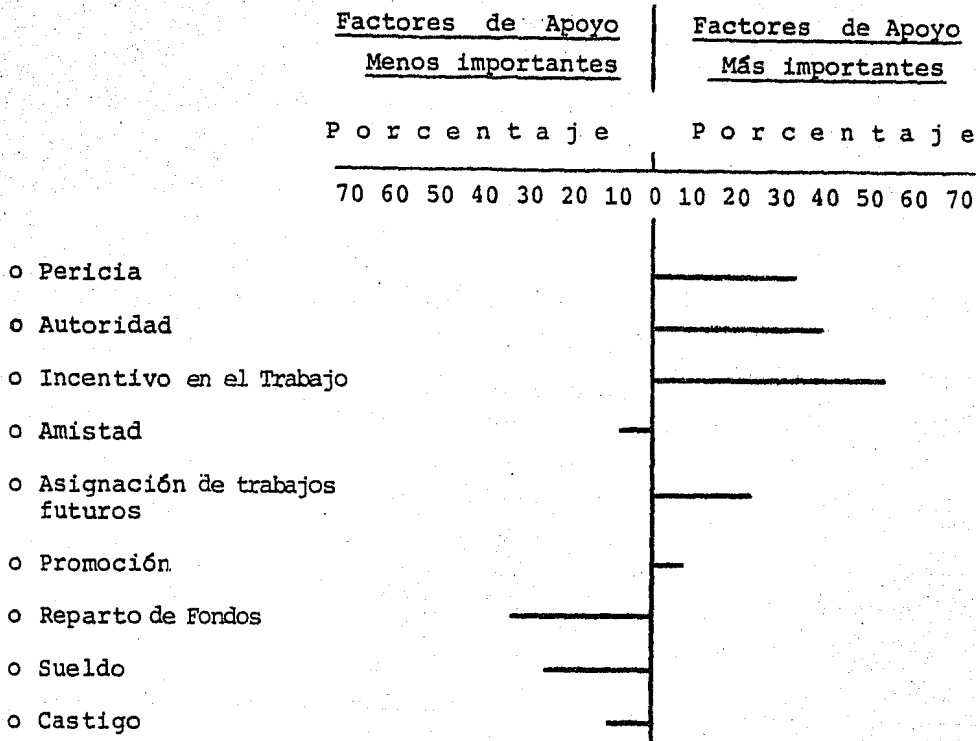 Factores de Apoyo Factores de Apoyo
Menos importantes Más importantes
Porcentaje Porcentaje
70 60 50 40 30 20 10 0 10 20 30 40 50 60 70
o Pericia
o Autoridad
o Incentivo en el Trabajo
o Amistad
o Asignación de trabajos
futuros
o Promoción
o Reparto de Fondos
o Sueldo
o Castigo